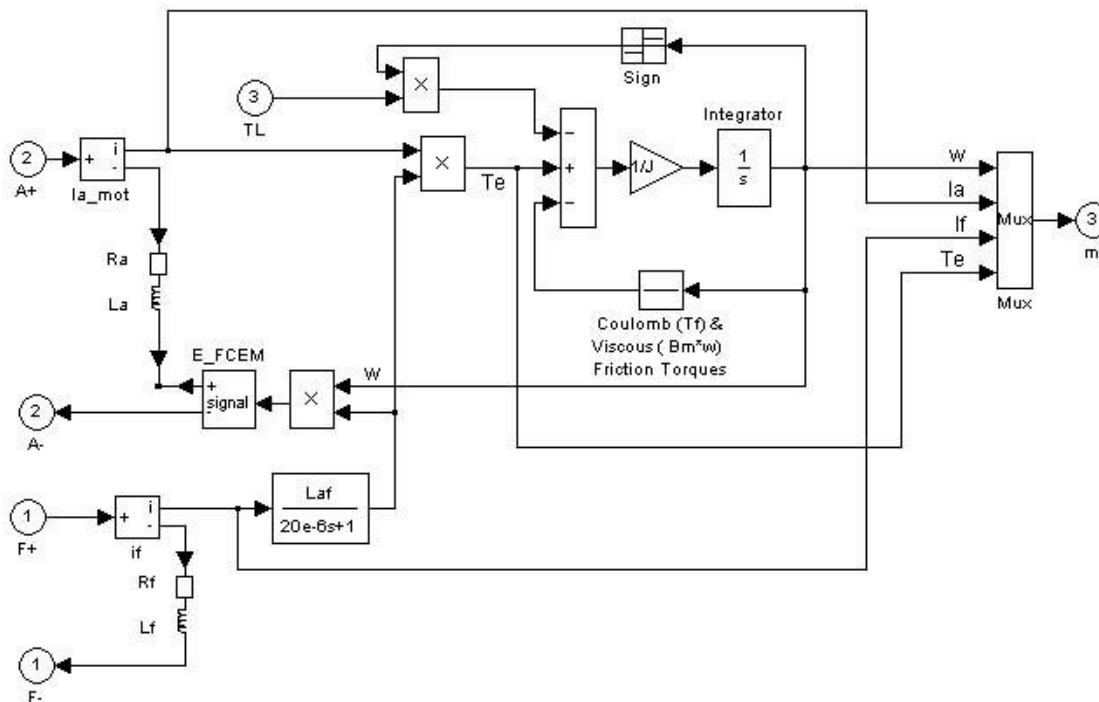 Sign
3
TL
×
Integrator
2
A+
+
i
-
Ia_mot
×
Te
−
+
−
1/J
1
s
W
Ia
If
Te
Mux
Mux
3
m
Ra
La
Coulomb (Tf) &
Viscous ( Bm*w)
Friction Torques
E_FCEM
+
signal
-
×
W
2
A-
1
F+
+
i
-
if
Laf
20e-6s+1
Rf
Lf
1
F-